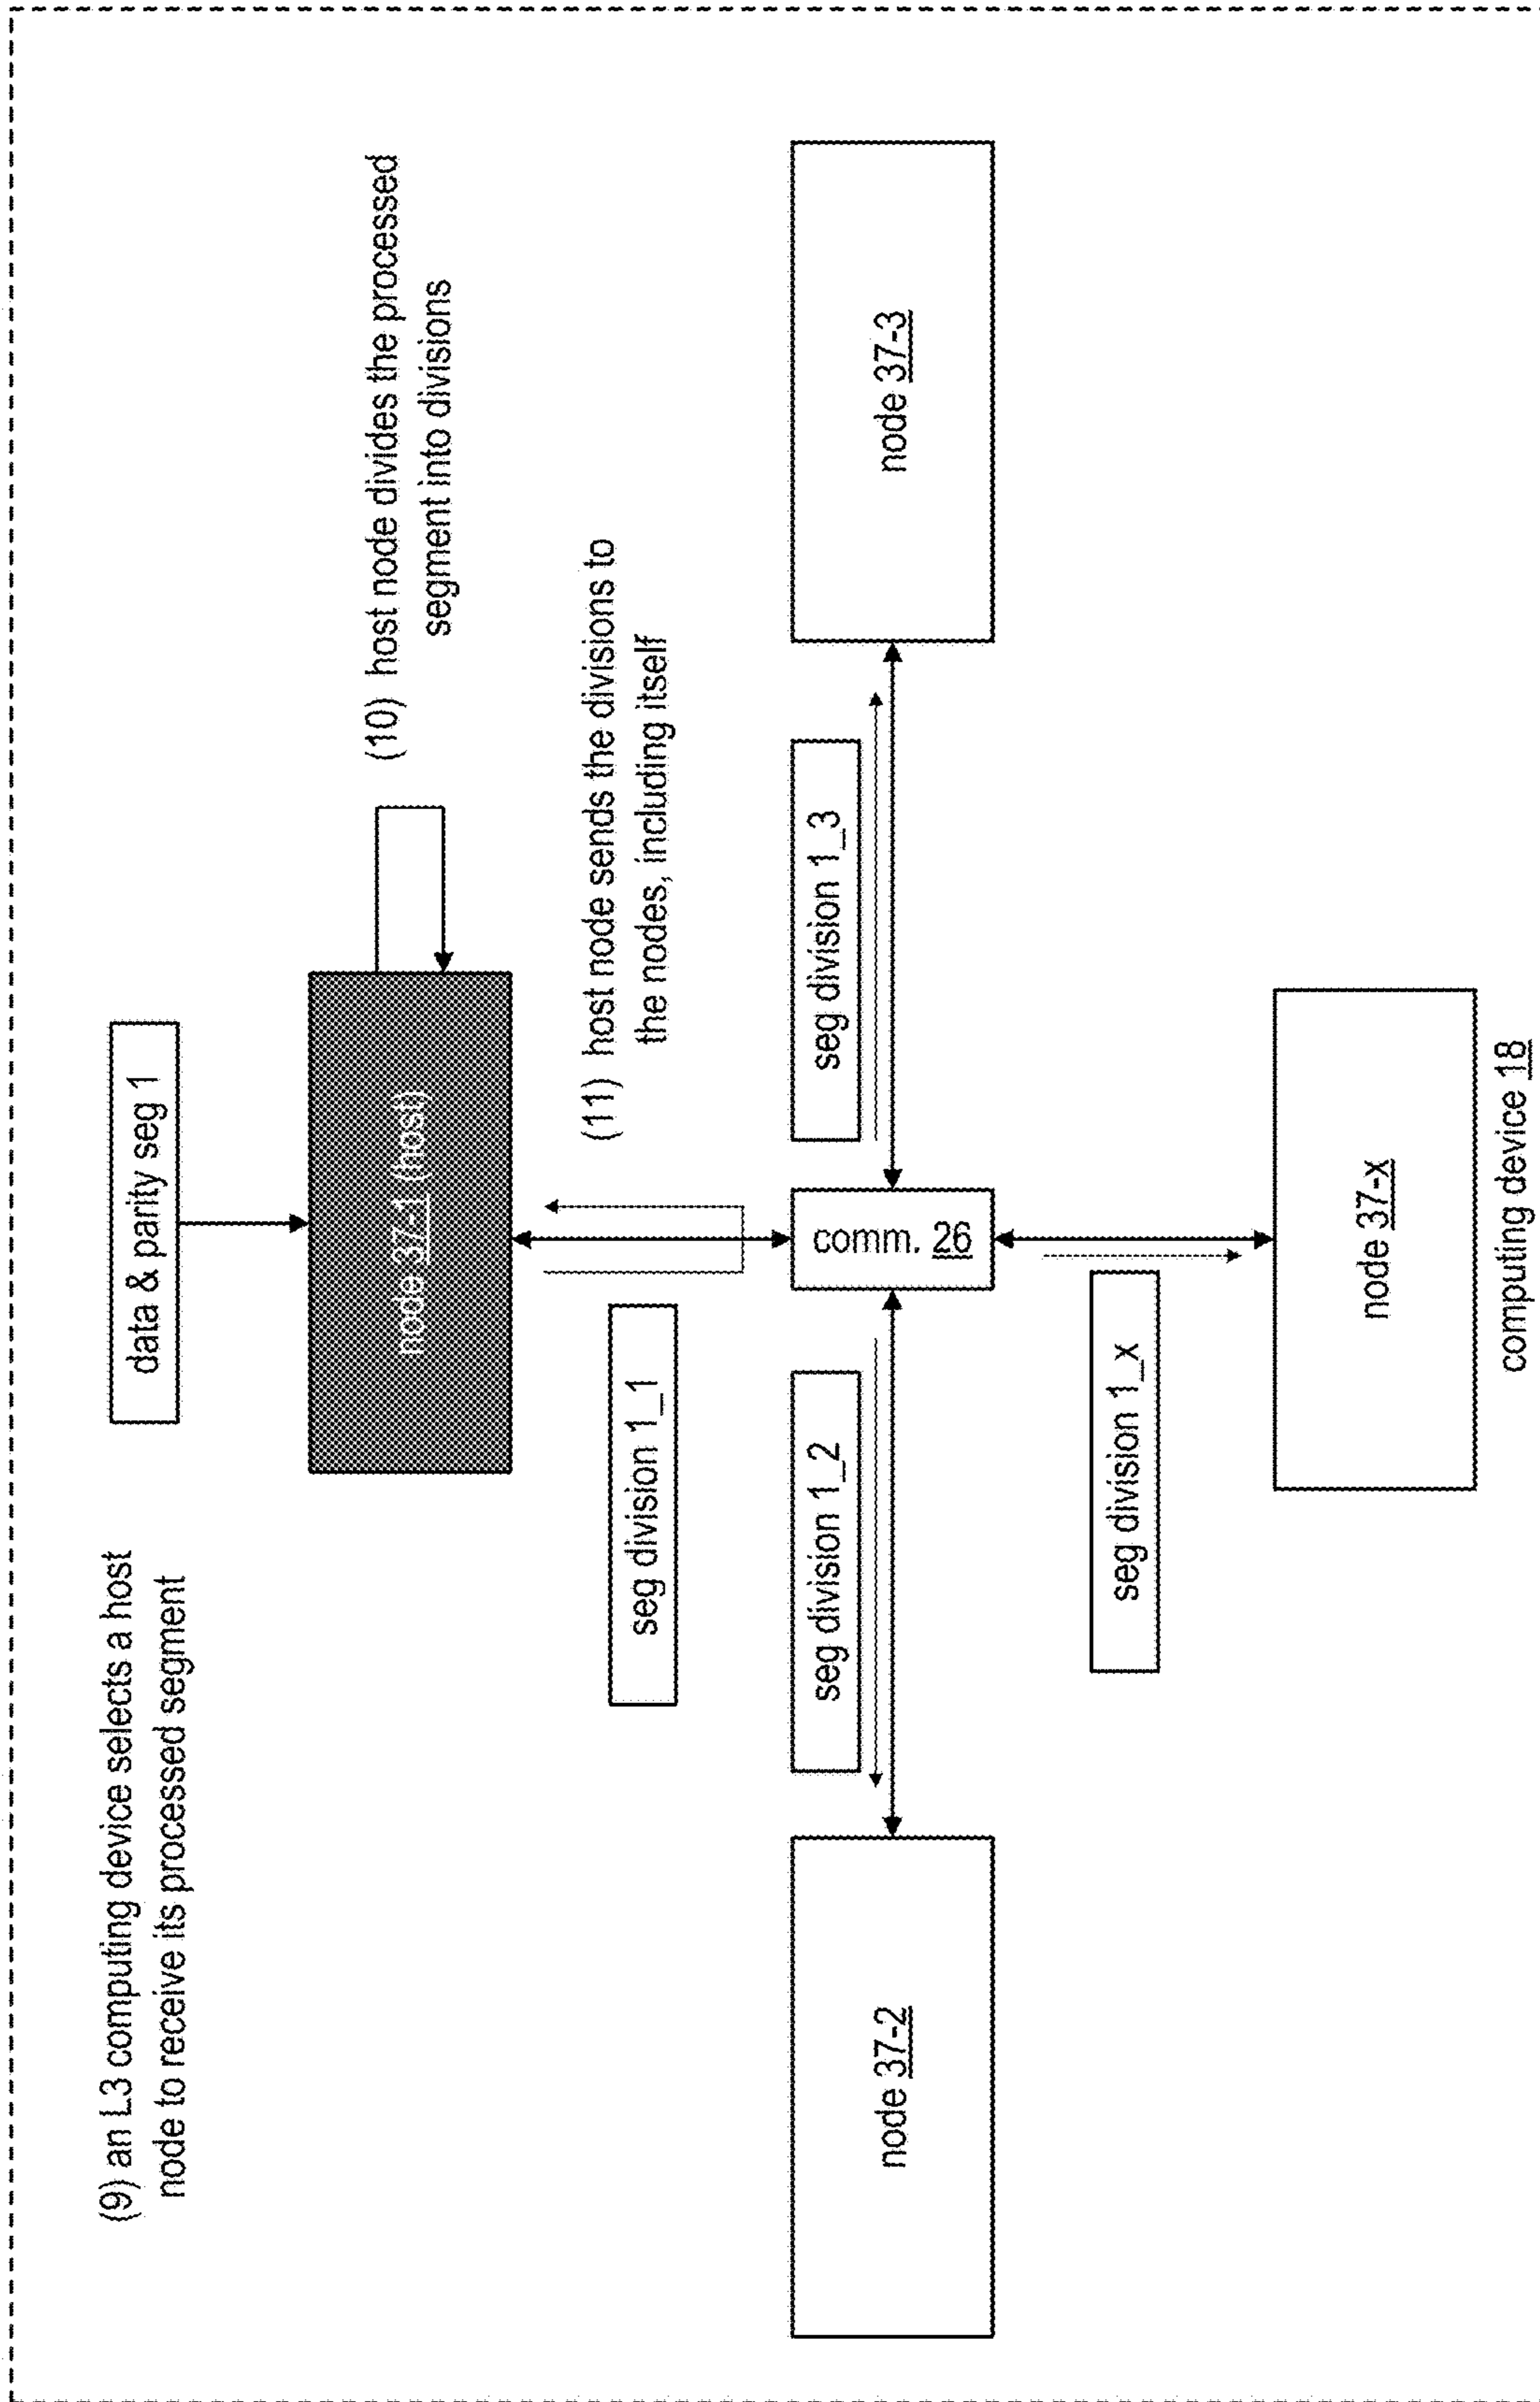 (9) an L3 computing device selects a host
node to receive its processed segment
data & parity seg 1
node 37-1 (host)
(10) host node divides the processed
segment into divisions
seg division 1_1
(11) host node sends the divisions to
the nodes, including itself
node 37-2
seg division 1_2
comm. 26
seg division 1_3
node 37-3
seg division 1_x
node 37-x
computing device 18